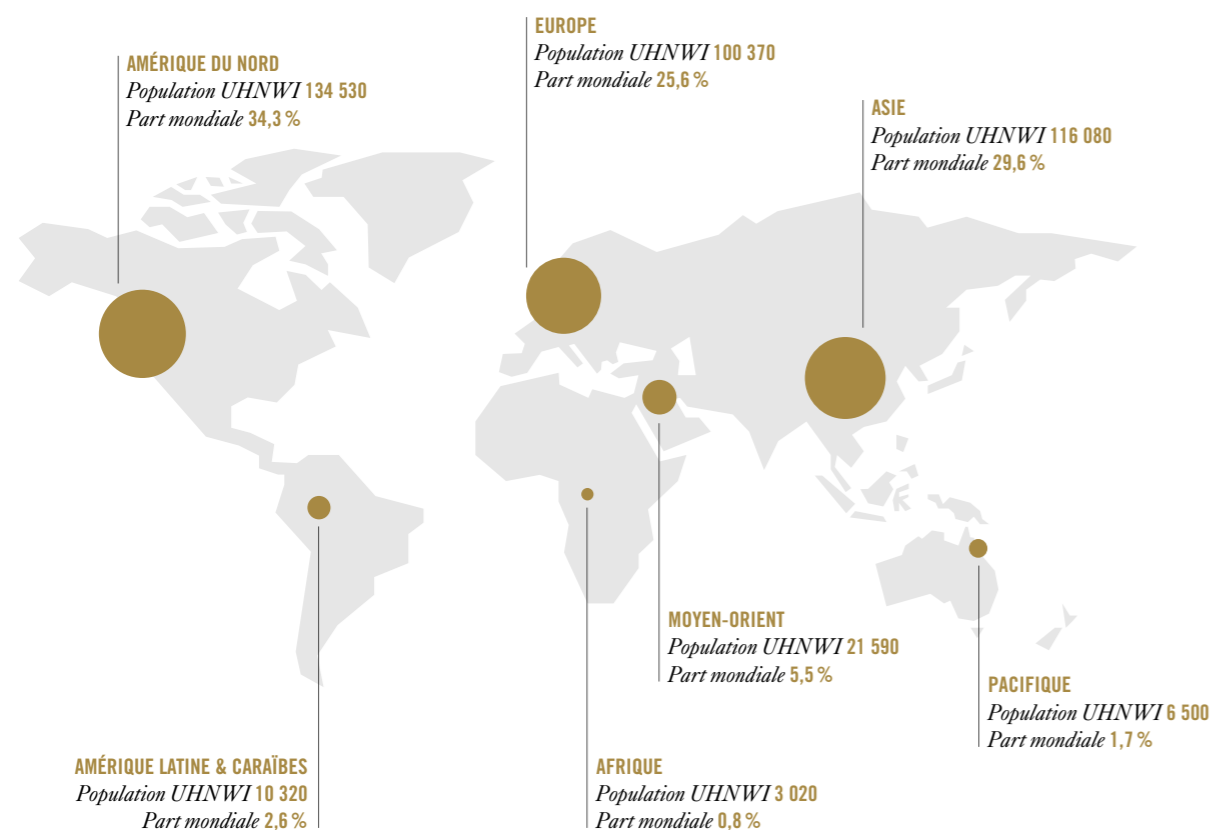 EUROPE
Population UHNWI 100 370
Part mondiale 25,6 %
AMÉRIQUE DU NORD
Population UHNWI 134 530
Part mondiale 34,3 %
ASIE
Population UHNWI 116 080
Part mondiale 29,6 %
MOYEN-ORIENT
Population UHNWI 21 590
Part mondiale 5,5 %
PACIFIQUE
Population UHNWI 6 500
Part mondiale 1,7 %
AMÉRIQUE LATINE & CARAÏBES
Population UHNWI 10 320
Part mondiale 2,6 %
AFRIQUE
Population UHNWI 3 020
Part mondiale 0,8 %